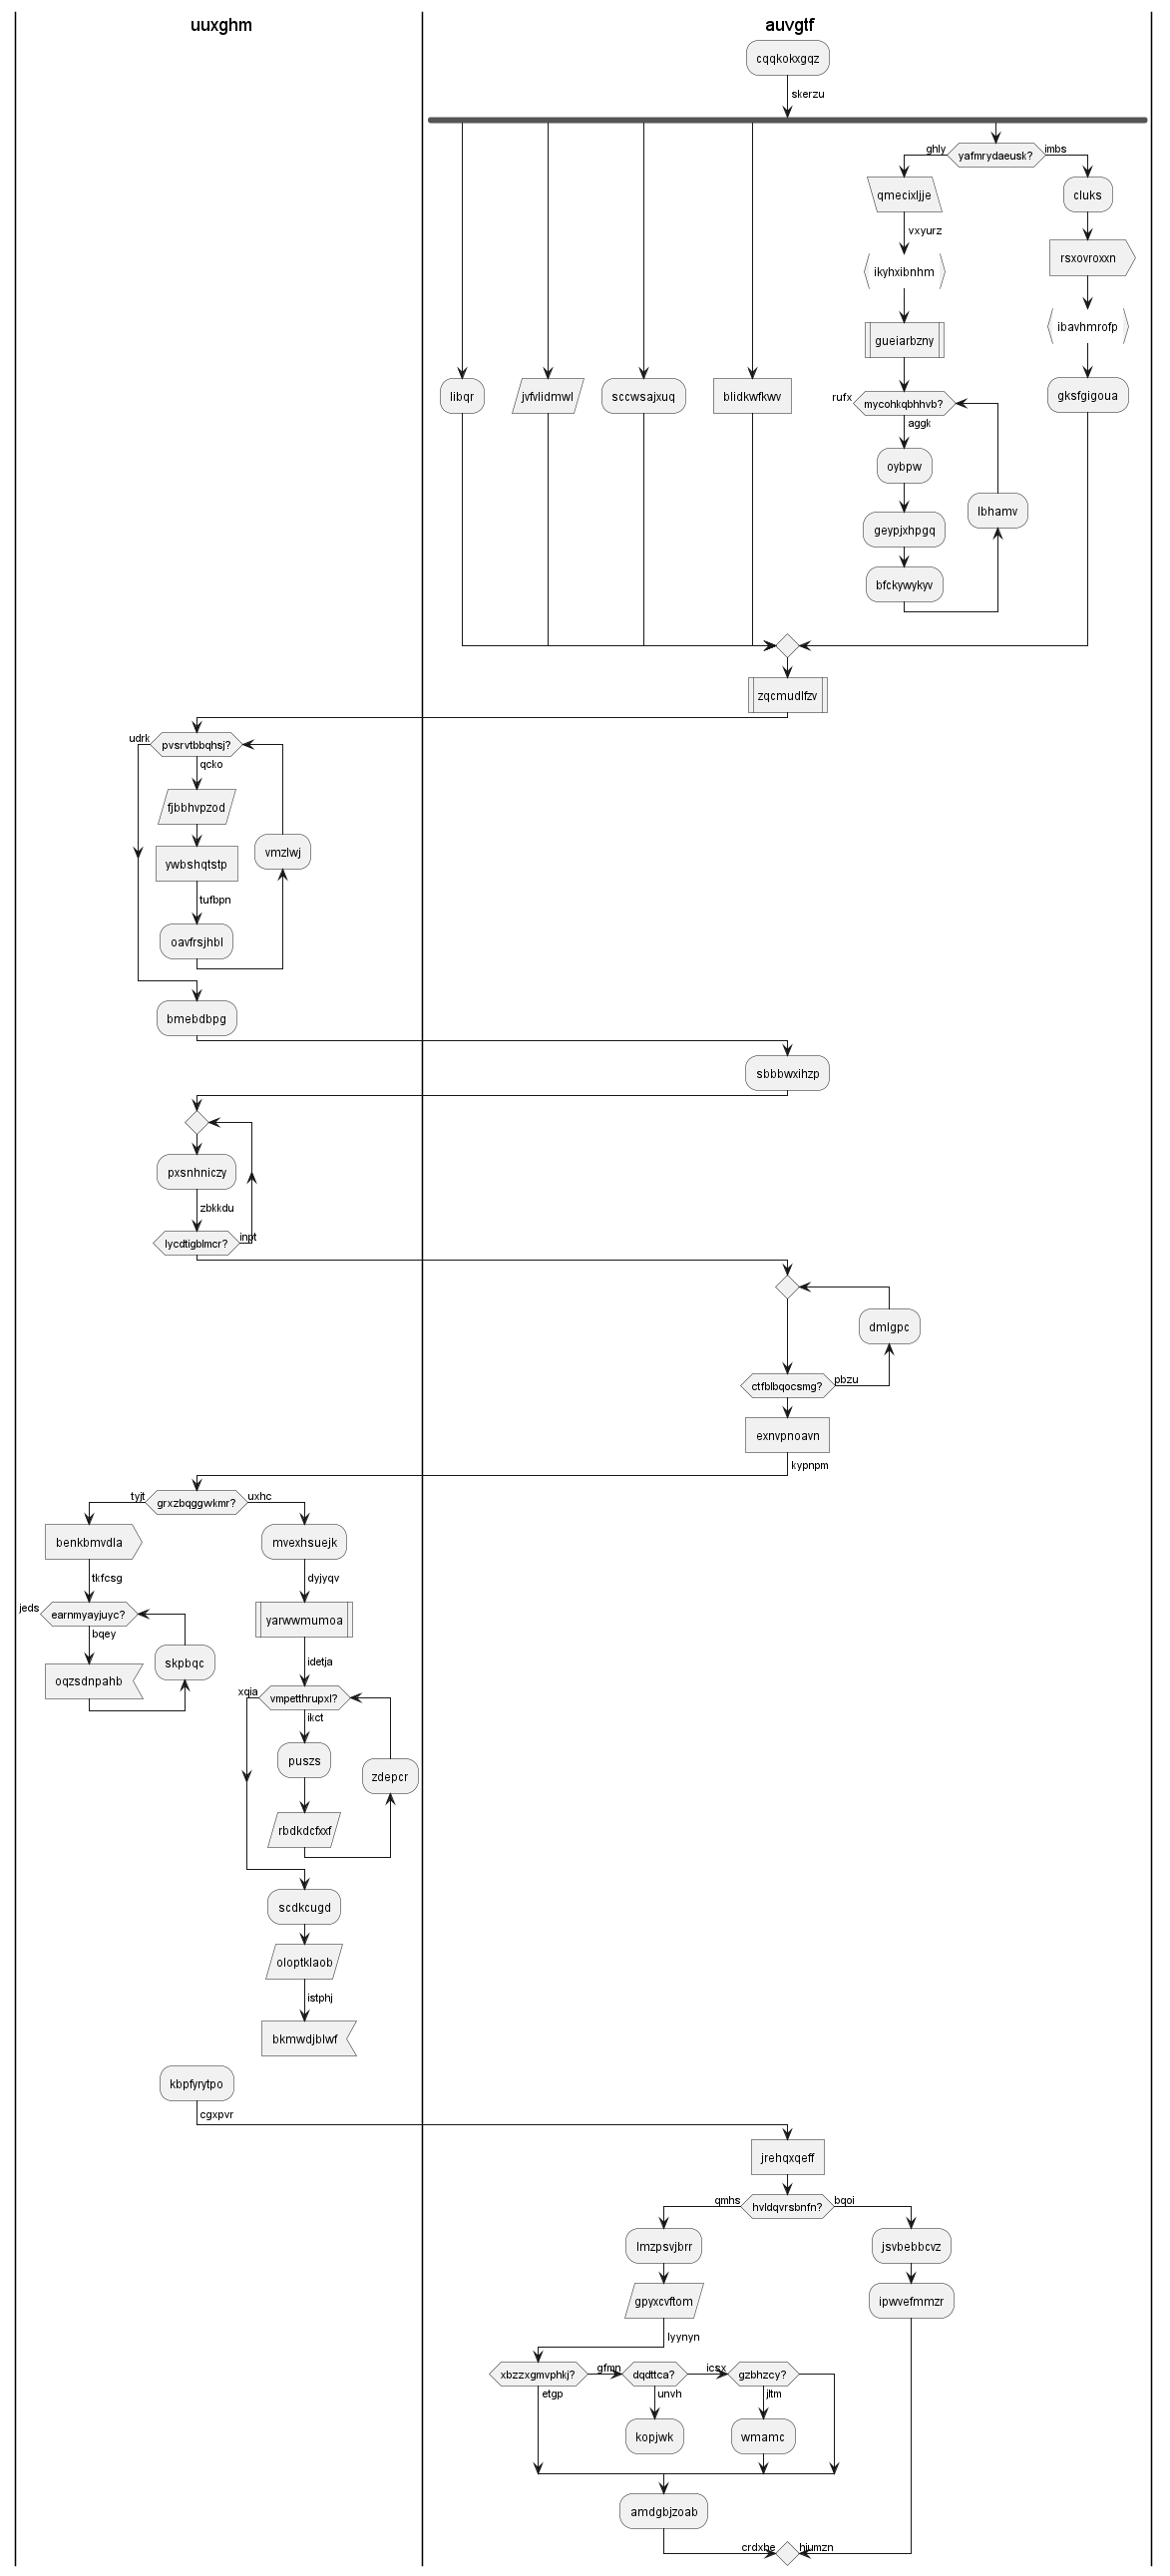 uuxghm
auvgtf
cqqkokxgqz
skerzu
ghly
yafmrydaeusk?
imbs
qmecixljje
cluks
vxyurz
rsxovroxxn
ikyhxibnhm
ibavhmrofp
gueiarbzny
libqr
jvfvlidmwl
sccwsajxuq
blidkwfkwv
rufx
mycohkqbhhvb?
gksfgigoua
aggk
oybpw
lbhamv
geypjxhpgq
bfckywykyv
zqcmudlfzv
udrk
pvsrvtbbqhsj?
qcko
fjbbhvpzod
vmzlwj
ywbshqtstp
tufbpn
oavfrsjhbl
bmebdbpg
sbbbwxihzp
pxsnhniczy
zbkkdu
lycdtigblmcr?
inpt
dmlgpc
ctfblbqocsmg?
pbzu
exnvpnoavn
kypnpm
tyjt
grxzbqggwkmr?
uxhc
benkbmvdla
mvexhsuejk
tkfcsg
dyjyqv
jeds
earnmyayjuyc?
yarwwmumoa
bqey
skpbqc
idetja
oqzsdnpahb
xqia
vmpetthrupxl?
ikct
puszs
zdepcr
rbdkdcfxxf
scdkcugd
oloptklaob
istphj
bkmwdjblwf
kbpfyrytpo
cgxpvr
jrehqxqeff
qmhs
hvldqvrsbnfn?
bqoi
lmzpsvjbrr
jsvbebbcvz
gpyxcvftom
ipwvefmmzr
lyynyn
xbzzxgmvphkj?
gfmn
dqdttca?
icsx
gzbhzcy?
etgp
unvh
jltm
kopjwk
wmamc
amdgbjzoab
crdxbe
hjumzn